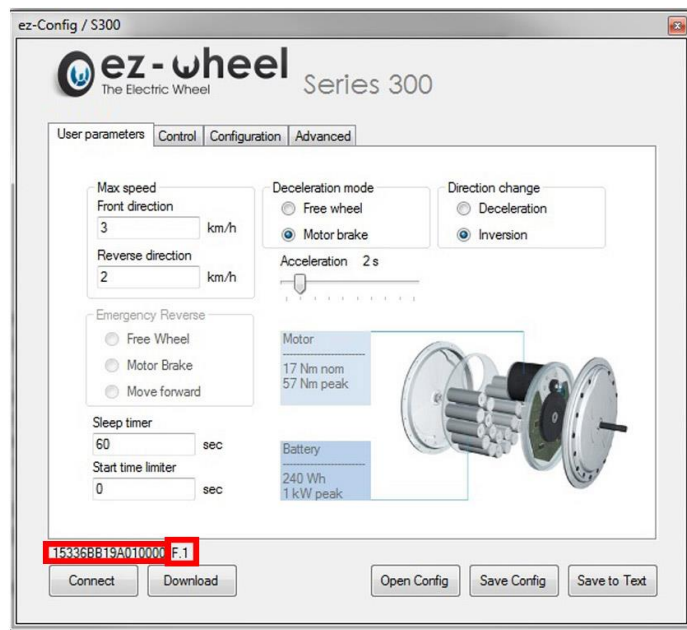 ez-Config / S300
ez-wheel
The Electric Wheel
Series 300
User parameters Control Configuration Advanced
Max speed
Front direction
3 km/h
Reverse direction
2 km/h
Deceleration mode
Free wheel
Motor brake
Direction change
Deceleration
Inversion
Acceleration 2 s
Emergency Reverse
Free Wheel
Motor Brake
Move forward
Motor
17 Nm nom
57 Nm peak
Sleep timer
60 sec
Start time limiter
0 sec
Battery
240 Wh
1 kW peak
15336BB19A010000 F.1
Connect Download Open Config Save Config Save to Text